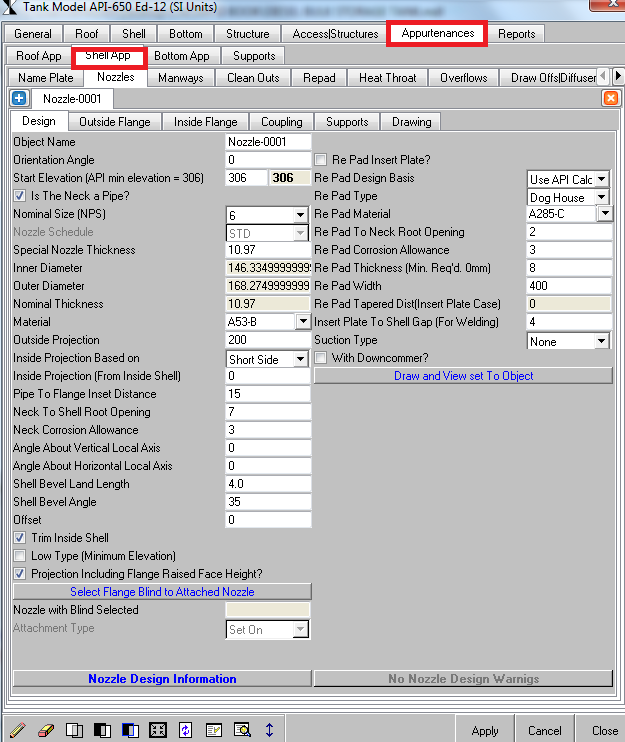 Tank Model API-650 Ed-12 (SI Units)
General Roof Shell Bottom Structure Access|Structures Appurtenances Reports
Roof App Shell App Bottom App Supports
Name Plate Nozzles Manways Clean Outs Repad Heat Throat Overflows Draw Offs|Diffuser
Nozzle-0001
Design Outside Flange Inside Flange Coupling Supports Drawing
Object Name Nozzle-0001
Orientation Angle 0 Re Pad Insert Plate?
Start Elevation (API min elevation = 306) 306 306 Re Pad Design Basis Use API Calc
Is The Neck a Pipe? Re Pad Type Dog House
Nominal Size (NPS) 6 Re Pad Material A285-C
Nozzle Schedule STD Re Pad To Neck Root Opening 2
Special Nozzle Thickness 10.97 Re Pad Corrosion Allowance 3
Inner Diameter 146.3349999999 Re Pad Thickness (Min. Req'd. 0mm) 8
Outer Diameter 168.2749999999 Re Pad Width 400
Nominal Thickness 10.97 Re Pad Tapered Dist(Insert Plate Case) 0
Material A53-B Insert Plate To Shell Gap (For Welding) 4
Outside Projection 200 Suction Type None
Inside Projection Based on Short Side With Downcommer?
Inside Projection (From Inside Shell) 0 Draw and View set To Object
Pipe To Flange Inset Distance 15
Neck To Shell Root Opening 7
Neck Corrosion Allowance 3
Angle About Vertical Local Axis 0
Angle About Horizontal Local Axis 0
Shell Bevel Land Length 4.0
Shell Bevel Angle 35
Offset 0
Trim Inside Shell
Low Type (Minimum Elevation)
Projection Including Flange Raised Face Height?
Select Flange Blind to Attached Nozzle
Nozzle with Blind Selected
Attachment Type Set On
Nozzle Design Information No Nozzle Design Warnigs
Apply Cancel Close